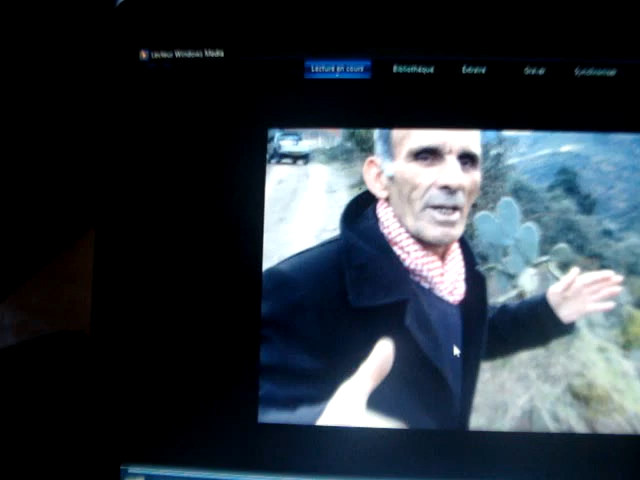 Lecteur Windows Media
Lecture en cours
Bibliothèque
Extraire
Graver
Synchroniser